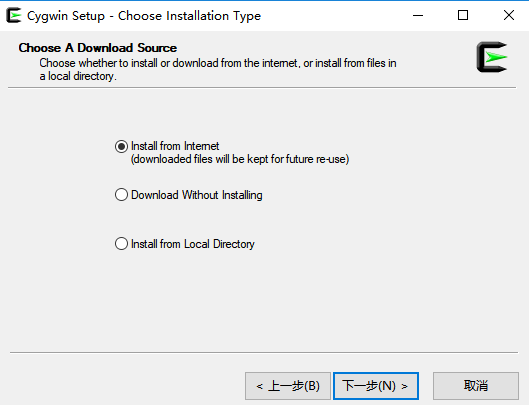 Cygwin Setup - Choose Installation Type
Choose A Download Source
Choose whether to install or download from the internet, or install from files in
a local directory.
Install from Internet
(downloaded files will be kept for future re-use)
Download Without Installing
Install from Local Directory
< 上一步(B)
下一步(N) >
取消